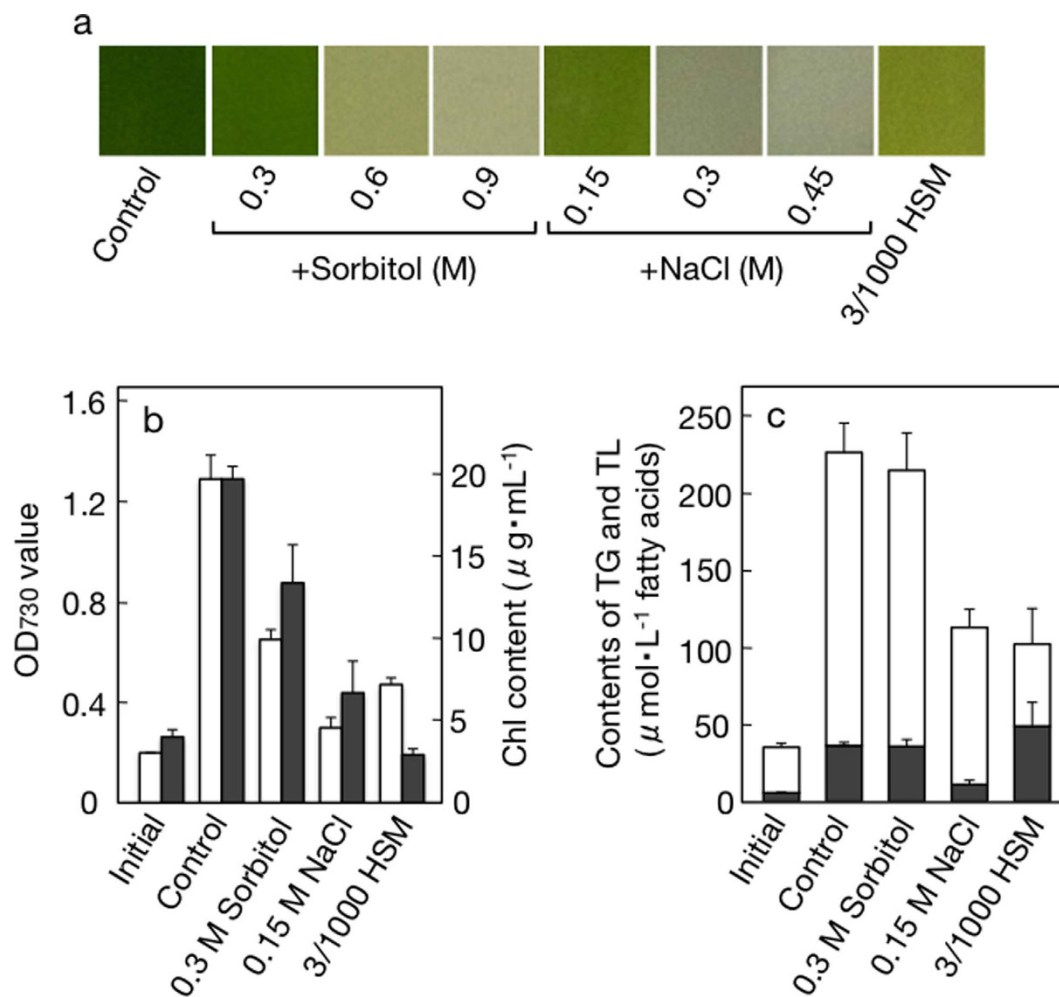 a
Control
0.3
0.6
0.9
0.15
0.3
0.45
3/1000 HSM
+Sorbitol (M)
+NaCl (M)
b
OD730 value
1.6
1.2
0.8
0.4
0
Chl content (μg·mL-1)
20
15
10
5
0
Initial
Control
0.3 M Sorbitol
0.15 M NaCl
3/1000 HSM
c
Contents of TG and TL
(μmol·L-1 fatty acids)
250
200
150
100
50
0
Initial
Control
0.3 M Sorbitol
0.15 M NaCl
3/1000 HSM